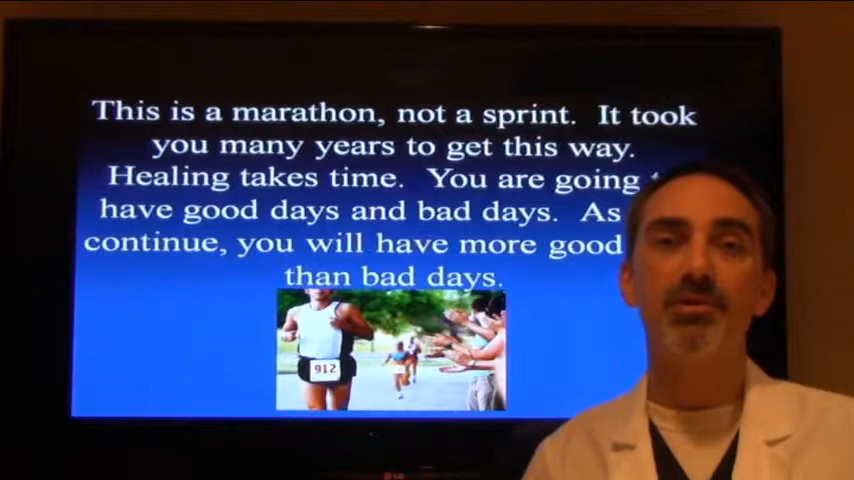 This is a marathon, not a sprint. It took
you many years to get this way.
Healing takes time. You are going
have good days and bad days. As
continue, you will have more good
than bad days.
912
LG